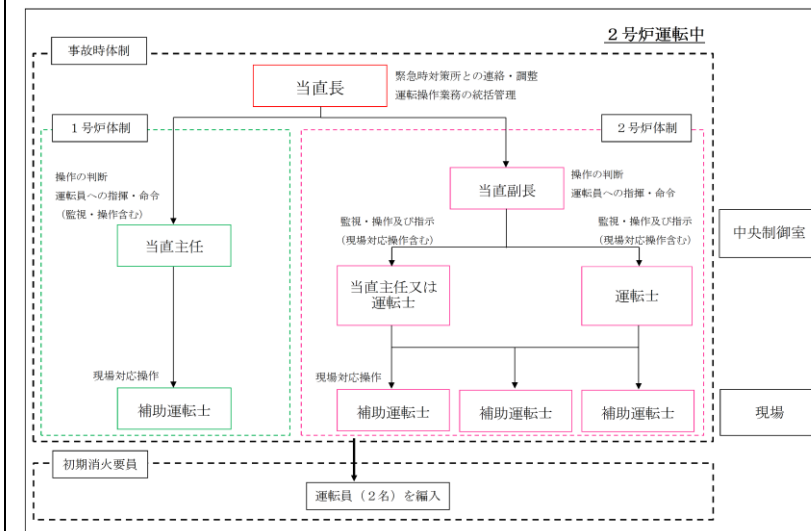 2号炉運転中
事故時体制
当直長
緊急時対策所との連絡・調整
運転操作業務の統括管理
1号炉体制
2号炉体制
操作の判断
運転員への指揮・命令
(監視・操作含む)
当直主任
操作の判断
運転員への指揮・命令
当直副長
監視・操作及び指示
(現場対応操作含む)
監視・操作及び指示
(現場対応操作含む)
中央制御室
当直主任又は
運転士
運転士
現場対応操作
現場対応操作
補助運転士
補助運転士
補助運転士
補助運転士
現場
初期消火要員
運転員(2名)を編入